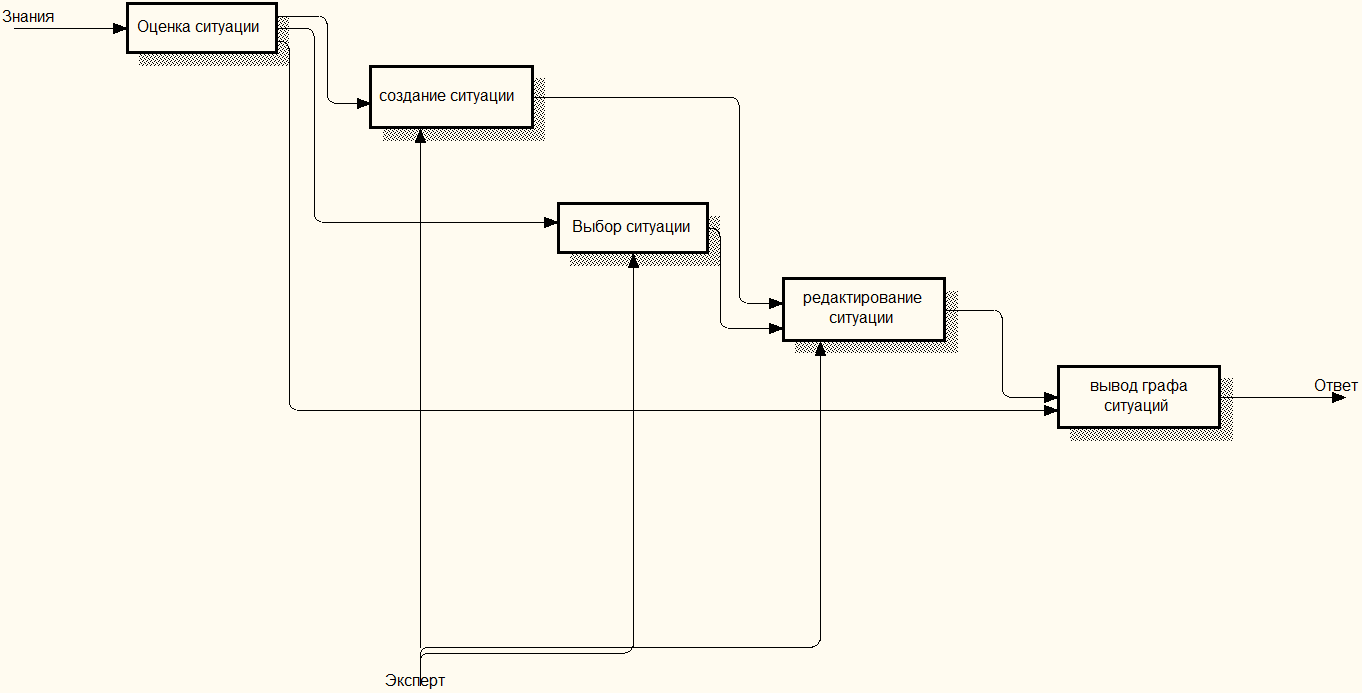 Знания
Оценка ситуации
создание ситуации
Выбор ситуации
редактирование
ситуации
вывод графа
ситуаций
Ответ
Эксперт